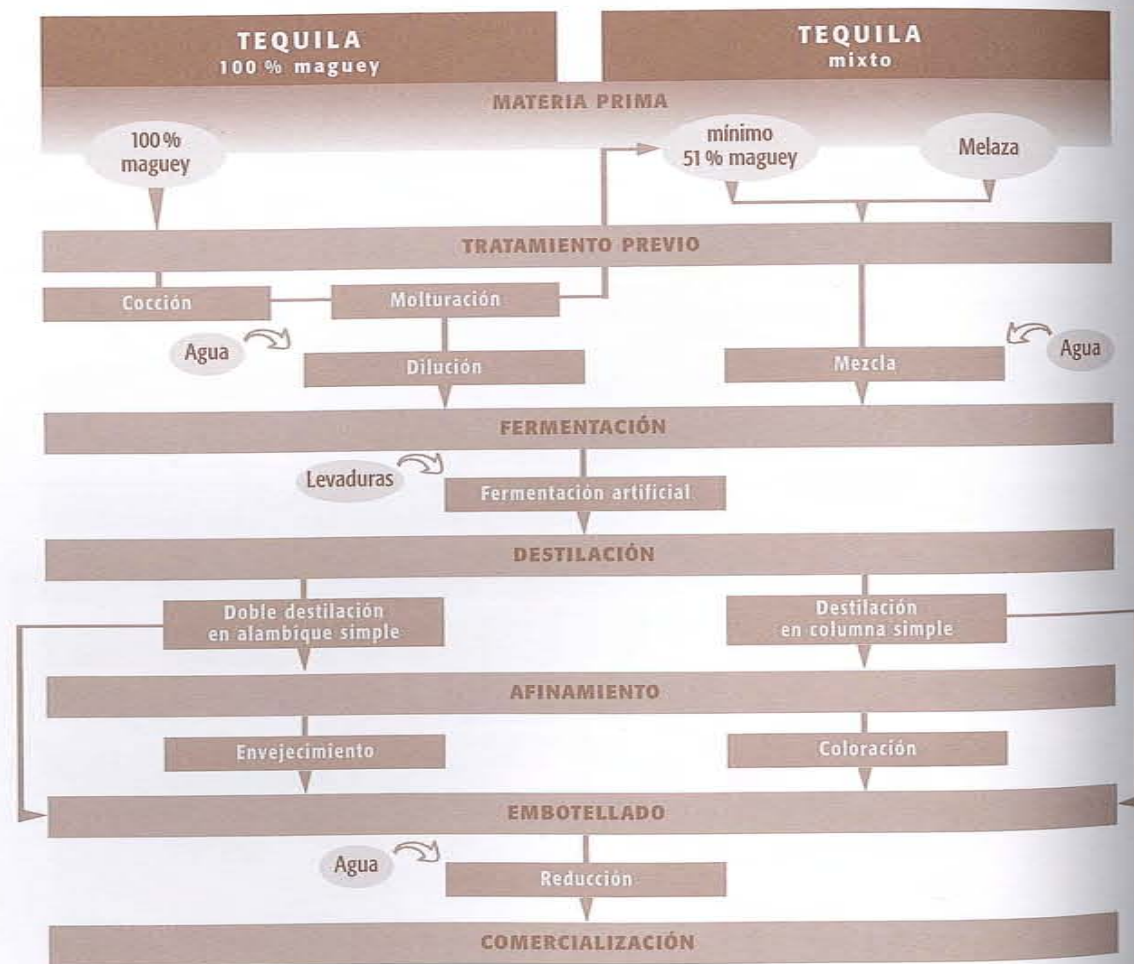 TEQUILA
100 % maguey
TEQUILA
mixto
MATERIA PRIMA
100 %
maguey
mínimo
51 % maguey
Melaza
TRATAMIENTO PREVIO
Cocción
Molturación
Agua
Dilución
Mezcla
Agua
FERMENTACIÓN
Levaduras
Fermentación artificial
DESTILACIÓN
Doble destilación
en alambique simple
Destilación
en columna simple
AFINAMIENTO
Envejecimiento
Coloración
EMBOTELLADO
Agua
Reducción
COMERCIALIZACIÓN